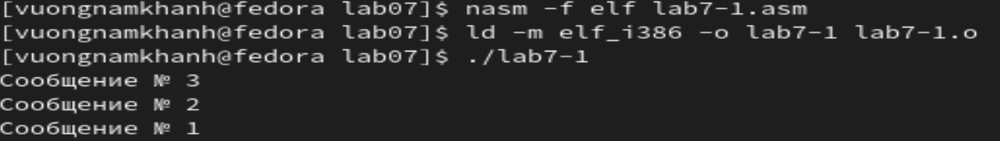 [vuongnamkhanh@fedora lab07]$ nasm -f elf lab7-1.asm
[vuongnamkhanh@fedora lab07]$ ld -m elf_i386 -o lab7-1 lab7-1.o
[vuongnamkhanh@fedora lab07]$ ./lab7-1
Сообщение № 3
Сообщение № 2
Сообщение № 1